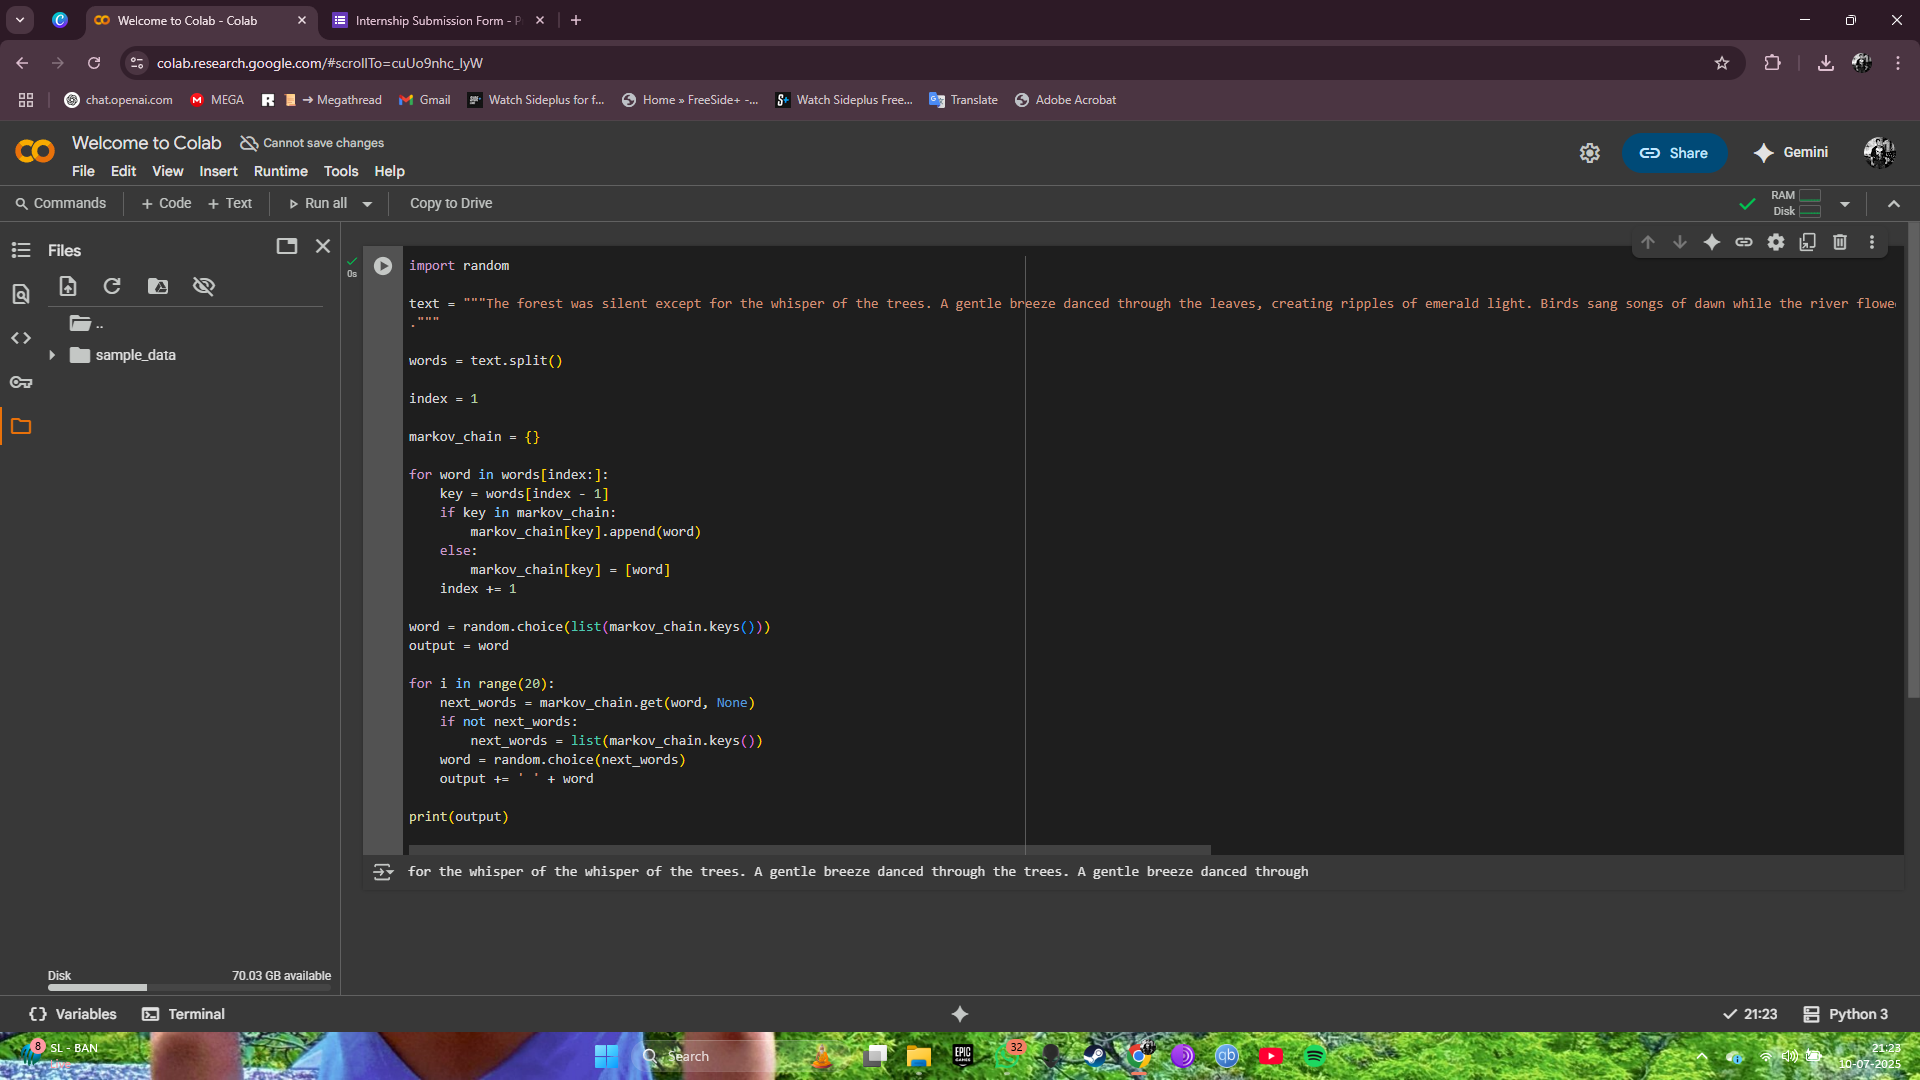 Welcome to Colab - Colab
Internship Submission Form - P
colab.research.google.com/#scrollTo=cuUo9nhc_lyW
chat.openai.com
MEGA
→ Megathread
Gmail
Watch Sideplus for f...
Home » FreeSide+ -...
Watch Sideplus Free...
Translate
Adobe Acrobat
Welcome to Colab
Cannot save changes
File Edit View Insert Runtime Tools Help
Share
Gemini
Commands
+ Code
+ Text
Run all
Copy to Drive
RAM
Disk
Files
..
sample_data
0s
import random
text = """The forest was silent except for the whisper of the trees. A gentle breeze danced through the leaves, creating ripples of emerald light. Birds sang songs of dawn while the river flowe
."""
words = text.split()
index = 1
markov_chain = {}
for word in words[index:]:
    key = words[index - 1]
    if key in markov_chain:
        markov_chain[key].append(word)
    else:
        markov_chain[key] = [word]
    index += 1
word = random.choice(list(markov_chain.keys()))
output = word
for i in range(20):
    next_words = markov_chain.get(word, None)
    if not next_words:
        next_words = list(markov_chain.keys())
    word = random.choice(next_words)
    output += ' ' + word
print(output)
for the whisper of the whisper of the trees. A gentle breeze danced through the trees. A gentle breeze danced through
Disk
70.03 GB available
Variables
Terminal
21:23
Python 3
8
SL - BAN
Search
EPIC GAMES
32
qb
21:23
10-07-2025